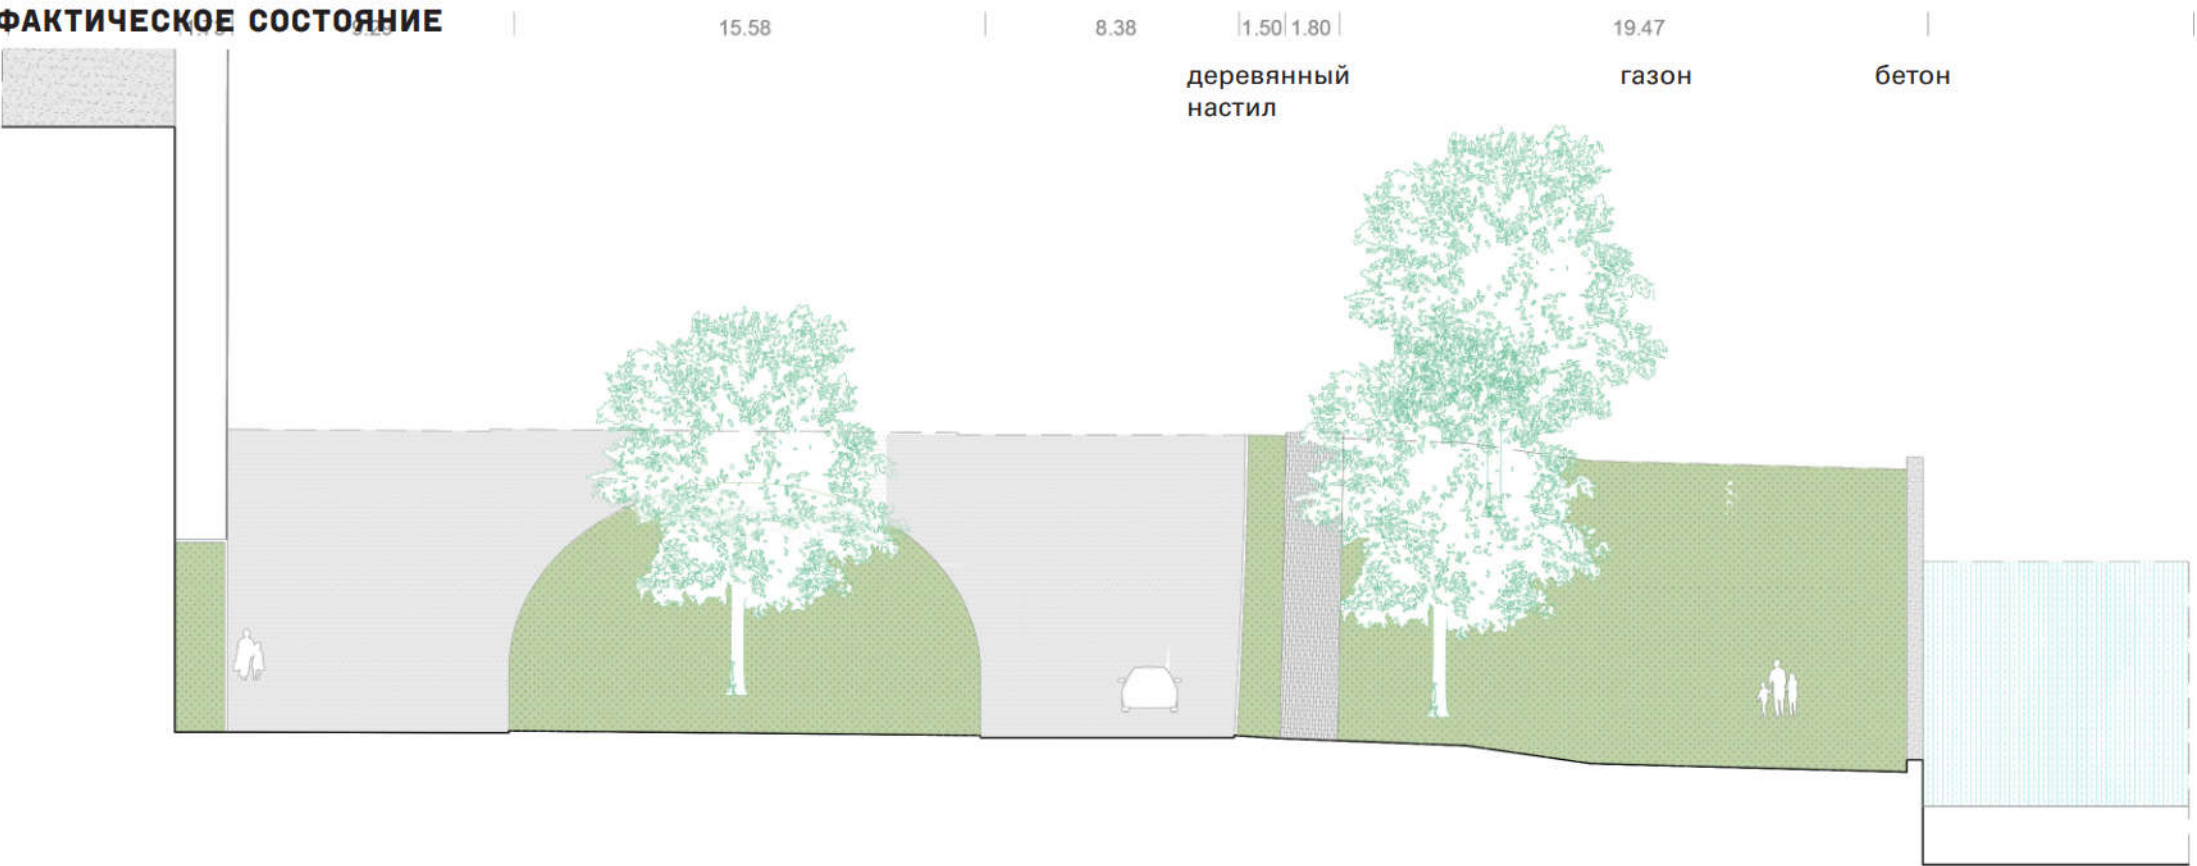 ФАКТИЧЕСКОЕ СОСТОЯНИЕ
15.58 8.38 1.50 1.80 19.47
деревянный
настил
газон
бетон